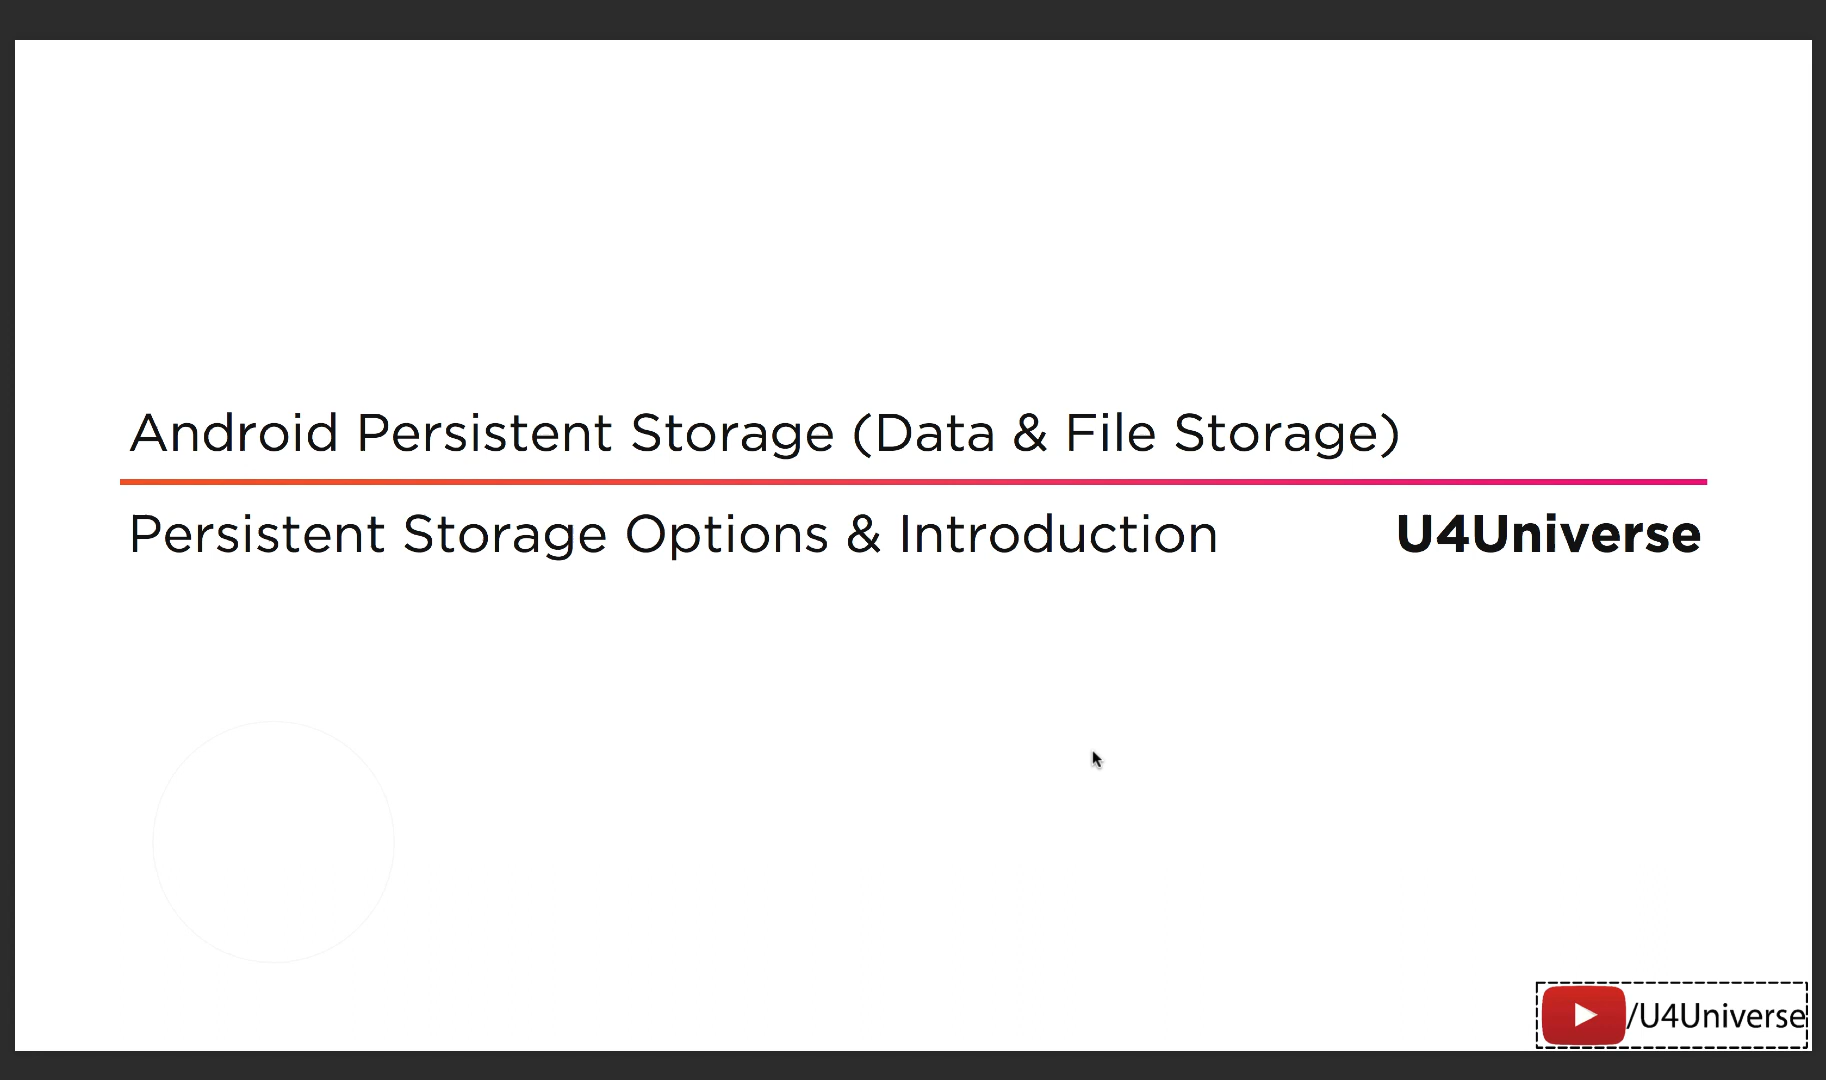 Android Persistent Storage (Data & File Storage)
Persistent Storage Options & Introduction
U4Universe
/U4Universe